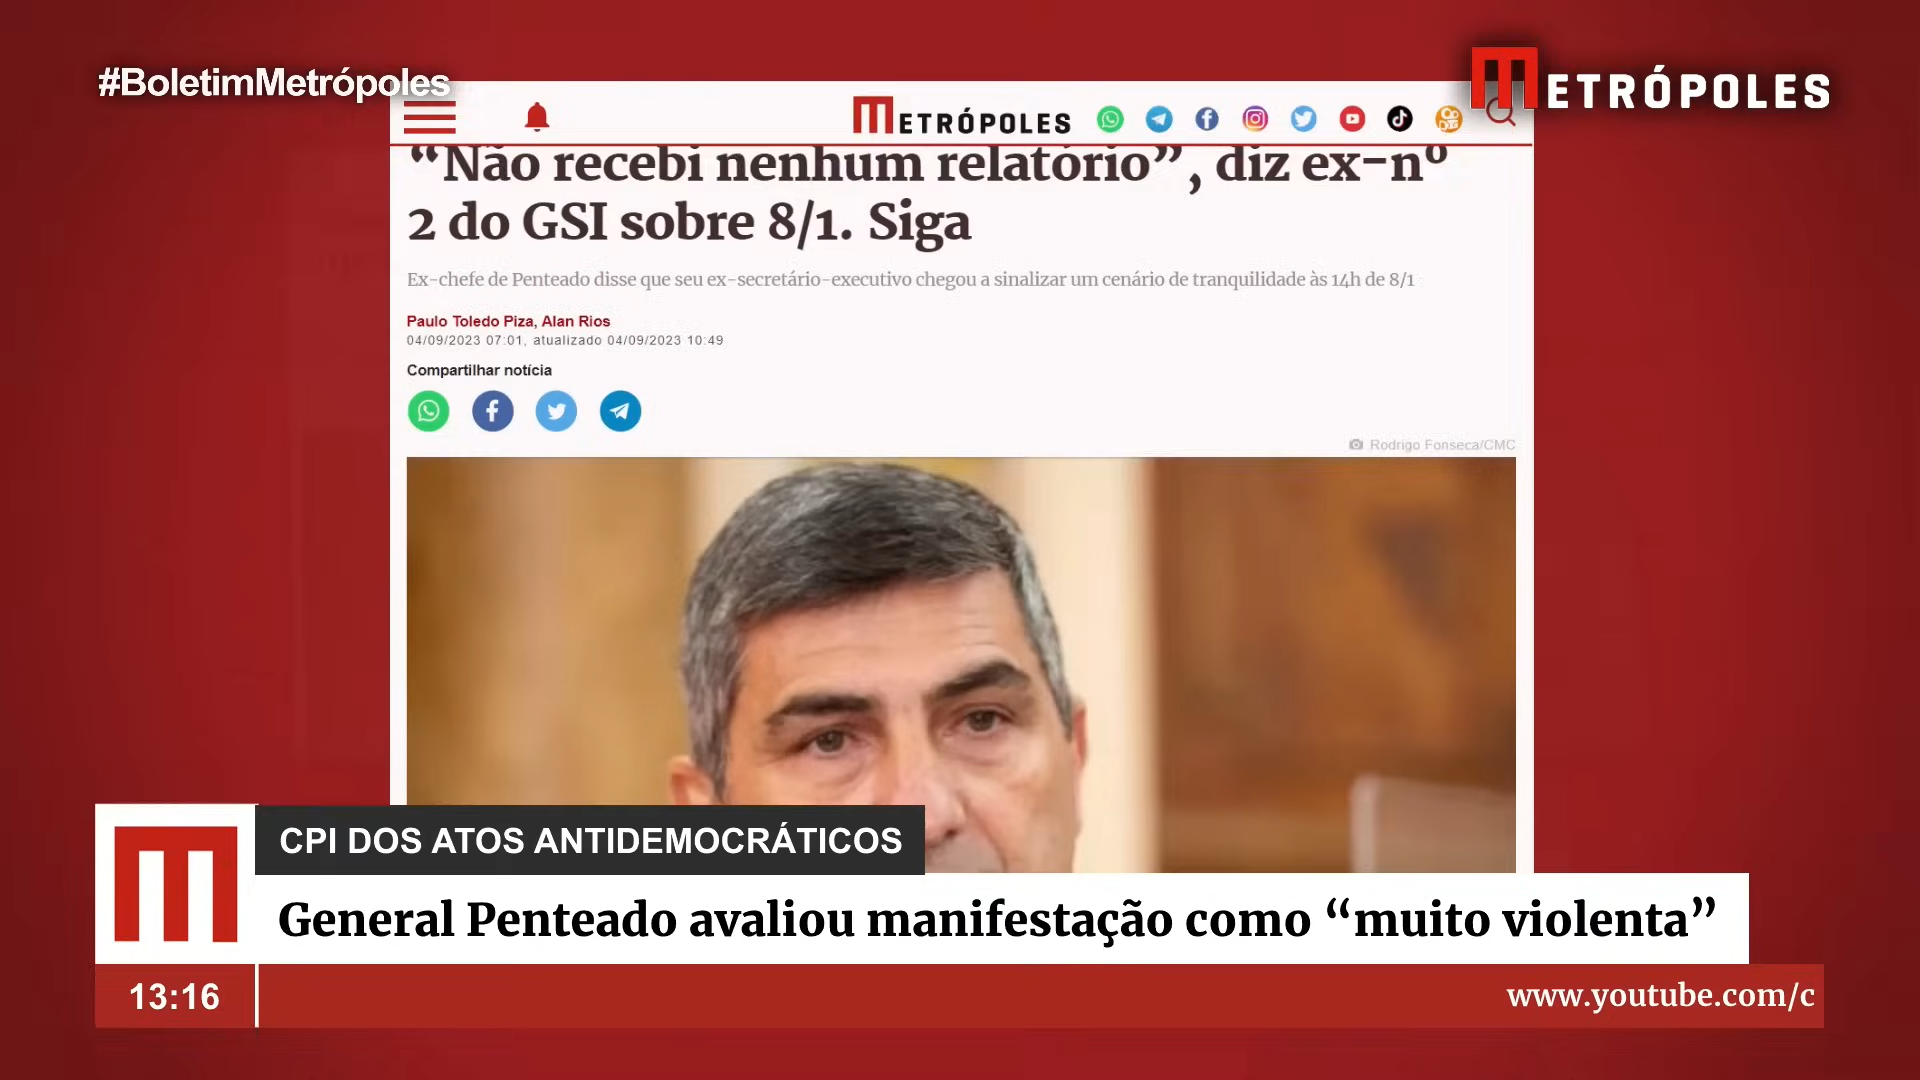 #BoletimMetrópoles
METRÓPOLES
METRÓPOLES
“Não recebi nenhum relatório”, diz ex-nº
2 do GSI sobre 8/1. Siga
Ex-chefe de Penteado disse que seu ex-secretário-executivo chegou a sinalizar um cenário de tranquilidade às 14h de 8/1
Paulo Toledo Piza, Alan Rios
04/09/2023 07:01, atualizado 04/09/2023 10:49
Compartilhar notícia
Rodrigo Fonseca/CMC
CPI DOS ATOS ANTIDEMOCRÁTICOS
General Penteado avaliou manifestação como “muito violenta”
13:16
www.youtube.com/c